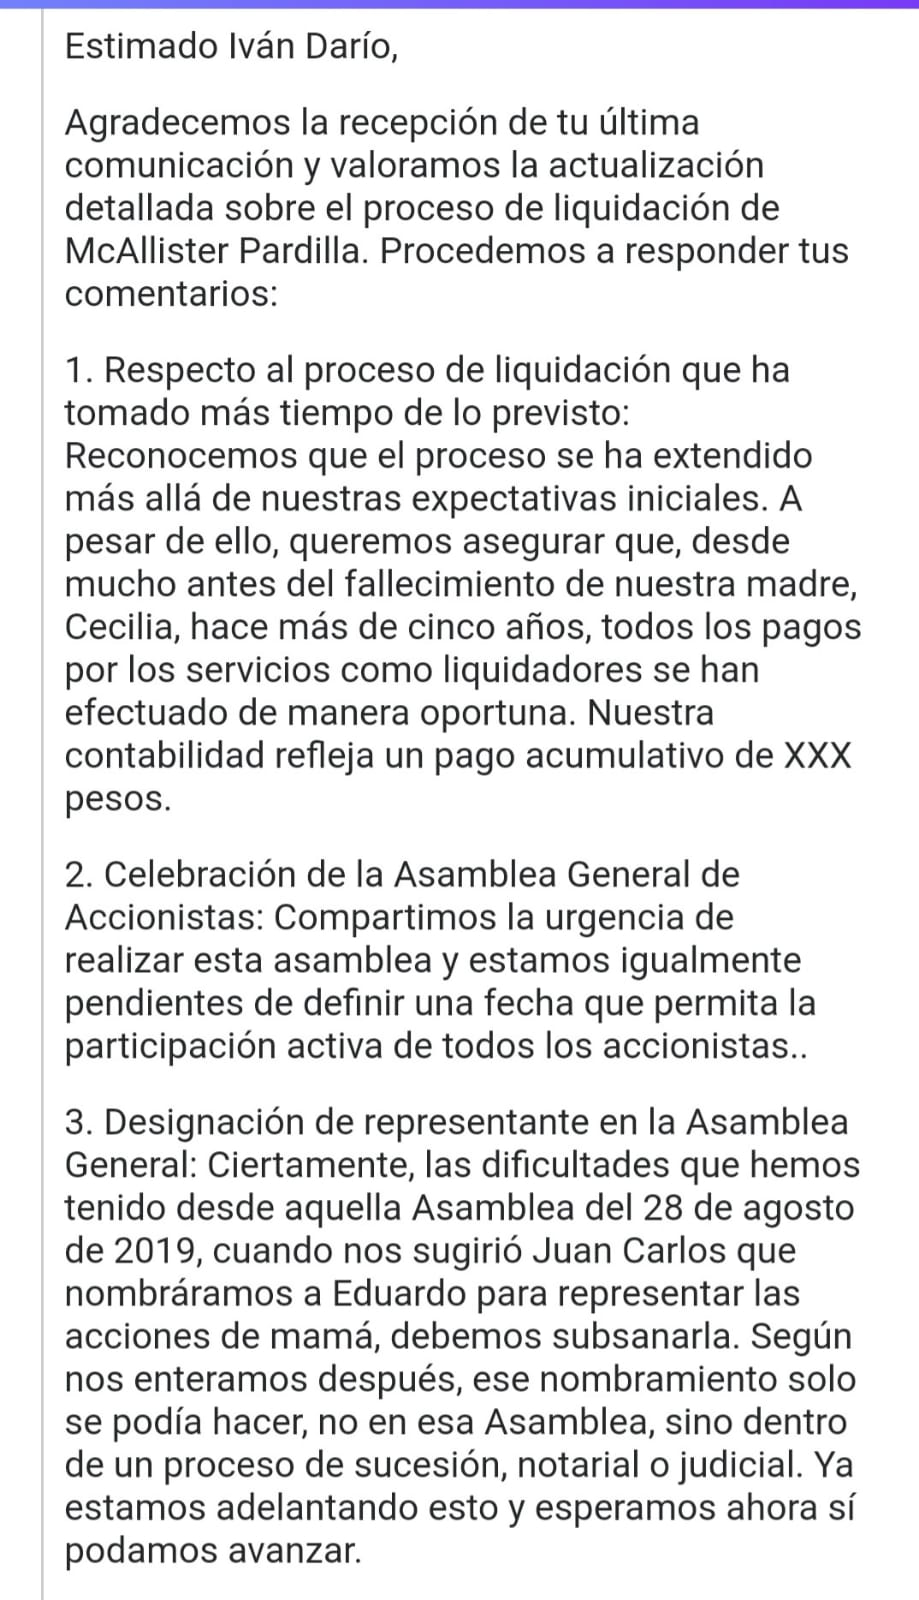 Estimado Iván Darío,
Agradecemos la recepción de tu última
comunicación y valoramos la actualización
detallada sobre el proceso de liquidación de
McAllister Pardilla. Procedemos a responder tus
comentarios:
1. Respecto al proceso de liquidación que ha
tomado más tiempo de lo previsto:
Reconocemos que el proceso se ha extendido
más allá de nuestras expectativas iniciales. A
pesar de ello, queremos asegurar que, desde
mucho antes del fallecimiento de nuestra madre,
Cecilia, hace más de cinco años, todos los pagos
por los servicios como liquidadores se han
efectuado de manera oportuna. Nuestra
contabilidad refleja un pago acumulativo de XXX
pesos.
2. Celebración de la Asamblea General de
Accionistas: Compartimos la urgencia de
realizar esta asamblea y estamos igualmente
pendientes de definir una fecha que permita la
participación activa de todos los accionistas..
3. Designación de representante en la Asamblea
General: Ciertamente, las dificultades que hemos
tenido desde aquella Asamblea del 28 de agosto
de 2019, cuando nos sugirió Juan Carlos que
nombráramos a Eduardo para representar las
acciones de mamá, debemos subsanarla. Según
nos enteramos después, ese nombramiento solo
se podía hacer, no en esa Asamblea, sino dentro
de un proceso de sucesión, notarial o judicial. Ya
estamos adelantando esto y esperamos ahora sí
podamos avanzar.